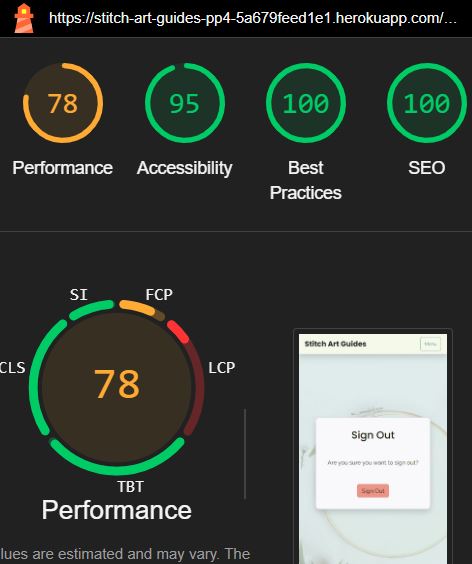 https://stitch-art-guides-pp4-5a679feed1e1.herokuapp.com/...
78
95
100
100
Performance
Accessibility
Best
Practices
SEO
SI
FCP
CLS
LCP
78
TBT
Performance
lues are estimated and may vary. The
Stitch Art Guides
Menu
Sign Out
Are you sure you want to sign out?
Sign Out